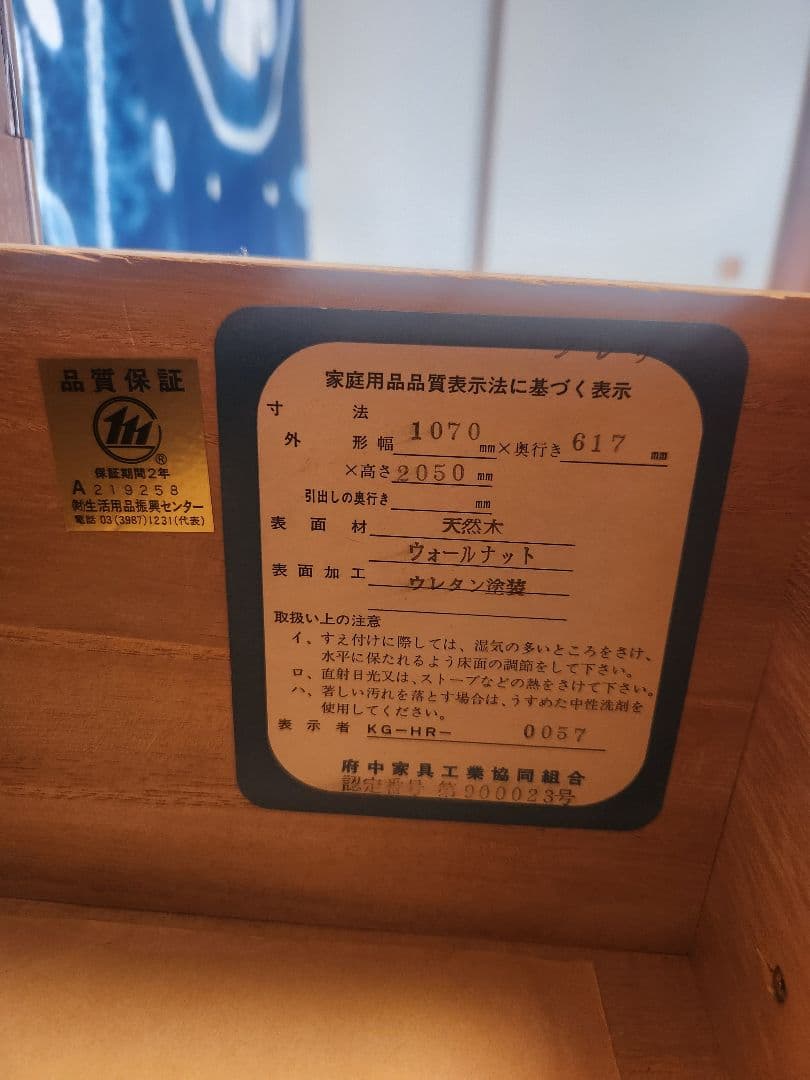 品質保証
®
保証期間2年
A219258
(財)生活用品振興センター
電話 03(3987)1231(代表)
家庭用品品質表示法に基づく表示
寸法
外形幅 1070 mm×奥行き 617 mm
×高さ 2050 mm
引出しの奥行き mm
表面材 天然木
ウォールナット
表面加工 ウレタン塗装
取扱い上の注意
イ、すえ付けに際しては、湿気の多いところをさけ、
水平に保たれるよう床面の調節をして下さい。
ロ、直射日光又は、ストーブなどの熱をさけて下さい。
ハ、著しい汚れを落とす場合は、うすめた中性洗剤を
使用してください。
表示者 KG-HR- 0057
府中家具工業協同組合
認定番号 第900023号